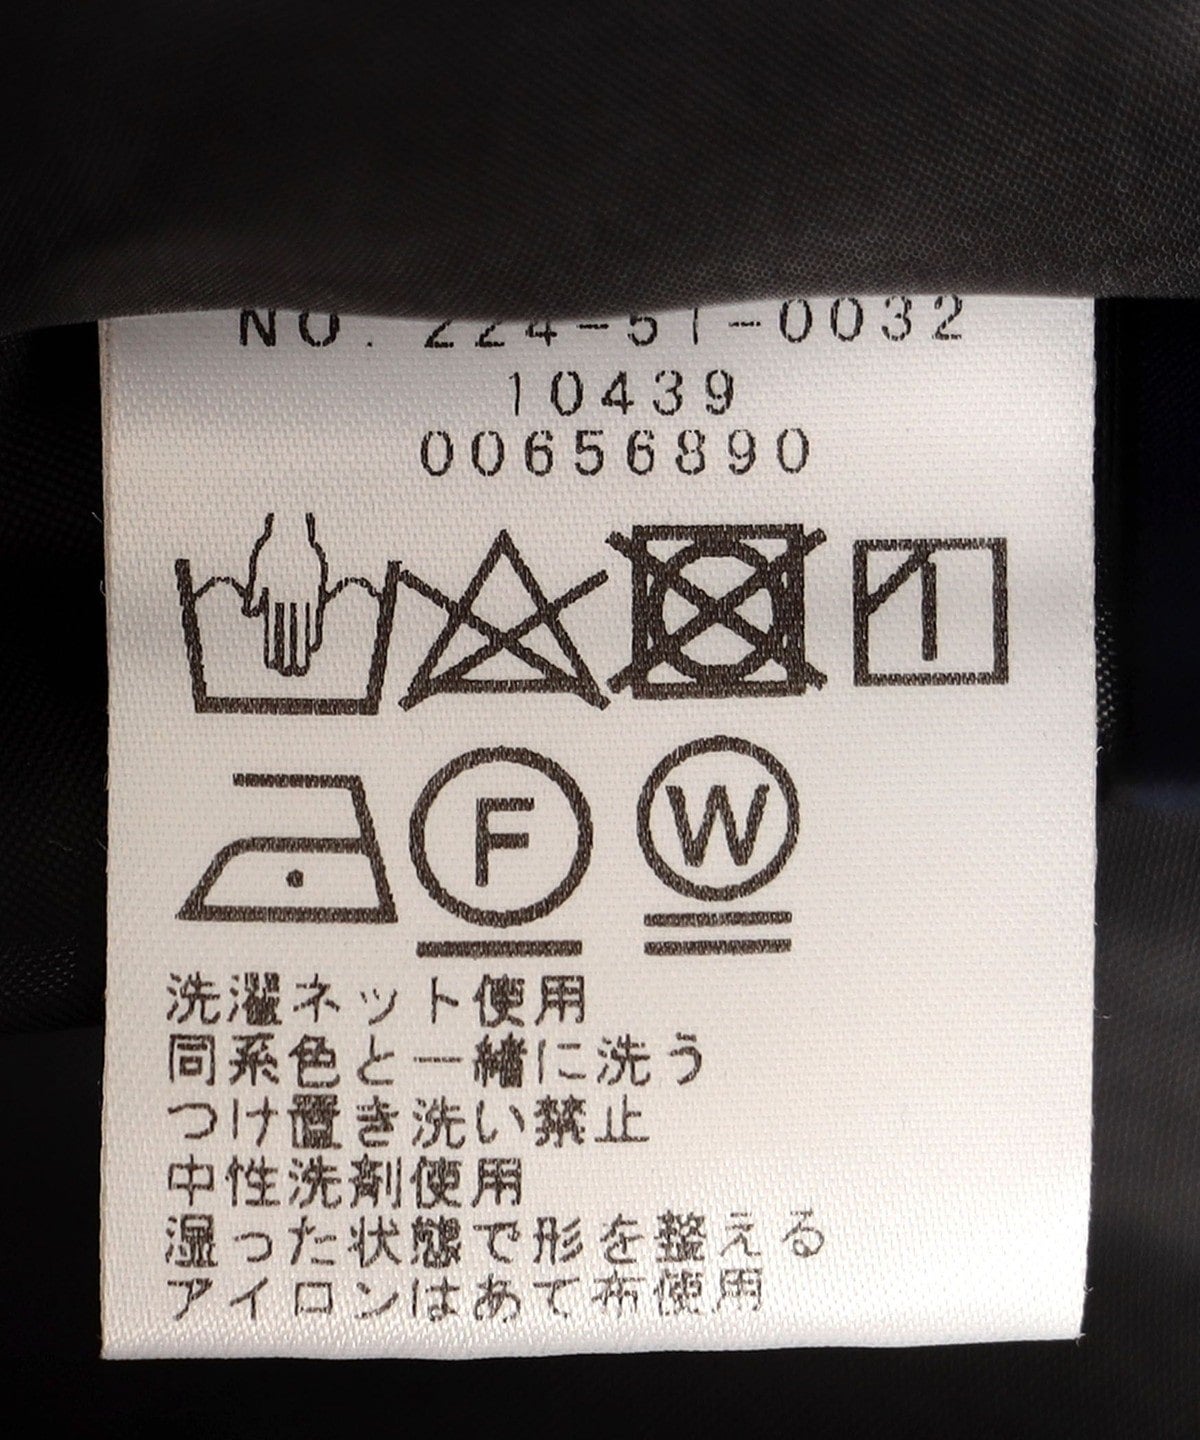 NO. 224-51-0032
10439
00656890
F W
洗濯ネット使用
同系色と一緒に洗う
つけ置き洗い禁止
中性洗剤使用
湿った状態で形を整える
アイロンはあて布使用